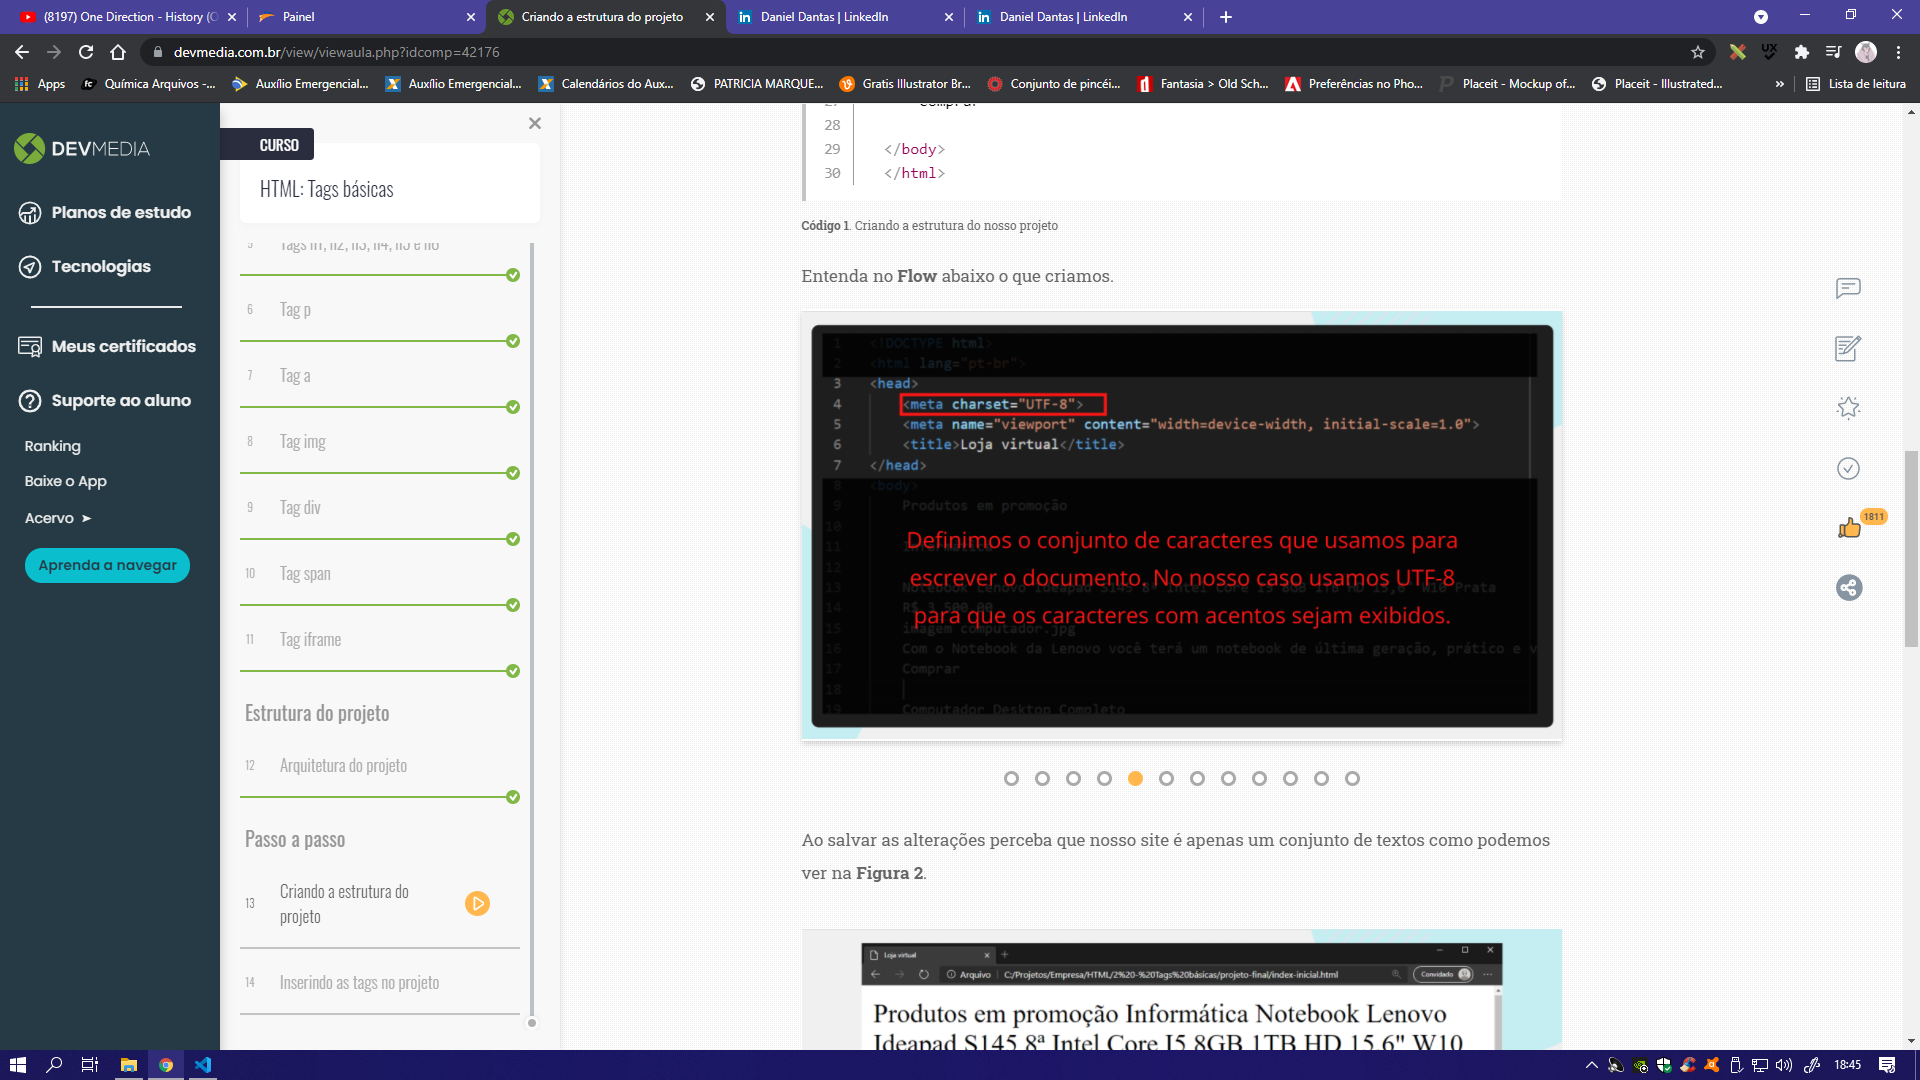 (8197) One Direction - History (O
Painel
Criando a estrutura do projeto
Daniel Dantas | LinkedIn
Daniel Dantas | LinkedIn
devmedia.com.br/view/viewaula.php?idcomp=42176
Apps
Química Arquivos -...
Auxílio Emergencial...
Auxílio Emergencial...
Calendários do Aux...
PATRICIA MARQUE...
Gratis Illustrator Br...
Conjunto de pincéi...
Fantasia > Old Sch...
Preferências no Pho...
Placeit - Mockup of...
Placeit - Illustrated...
»
Lista de leitura
DEVMEDIA
Planos de estudo
Tecnologias
Meus certificados
Suporte ao aluno
Ranking
Baixe o App
Acervo ➤
Aprenda a navegar
CURSO
HTML: Tags básicas
5 Tags h1, h2, h3, h4, h5 e h6
6 Tag p
7 Tag a
8 Tag img
9 Tag div
10 Tag span
11 Tag iframe
Estrutura do projeto
12 Arquitetura do projeto
Passo a passo
13 Criando a estrutura do
projeto
14 Inserindo as tags no projeto
27 Comprar
28
29 </body>
30 </html>
Código 1. Criando a estrutura do nosso projeto
Entenda no Flow abaixo o que criamos.
1 <!DOCTYPE html>
2 <html lang="pt-br">
3 <head>
4 <meta charset="UTF-8">
5 <meta name="viewport" content="width=device-width, initial-scale=1.0">
6 <title>Loja virtual</title>
7 </head>
8 <body>
9 Produtos em promoção
10
11 Informática
12
13 Notebook Lenovo Ideapad S145 8ª Intel Core I5 8GB 1TB HD 15,6" W10 Prata
14 R$ 3.500,00
15 imagem computador.jpg
16 Com o Notebook da Lenovo você terá um notebook de última geração, prático e v
17 Comprar
18
19 Computador Desktop Completo
Definimos o conjunto de caracteres que usamos para
escrever o documento. No nosso caso usamos UTF-8
para que os caracteres com acentos sejam exibidos.
Ao salvar as alterações perceba que nosso site é apenas um conjunto de textos como podemos
ver na Figura 2.
Loja virtual
Arquivo C:/Projetos/Empresa/HTML/2%20-%20Tags%20básicas/projeto-final/index-inicial.html
Convidado
Produtos em promoção Informática Notebook Lenovo
Ideapad S145 8ª Intel Core I5 8GB 1TB HD 15,6" W10
1811
18:45